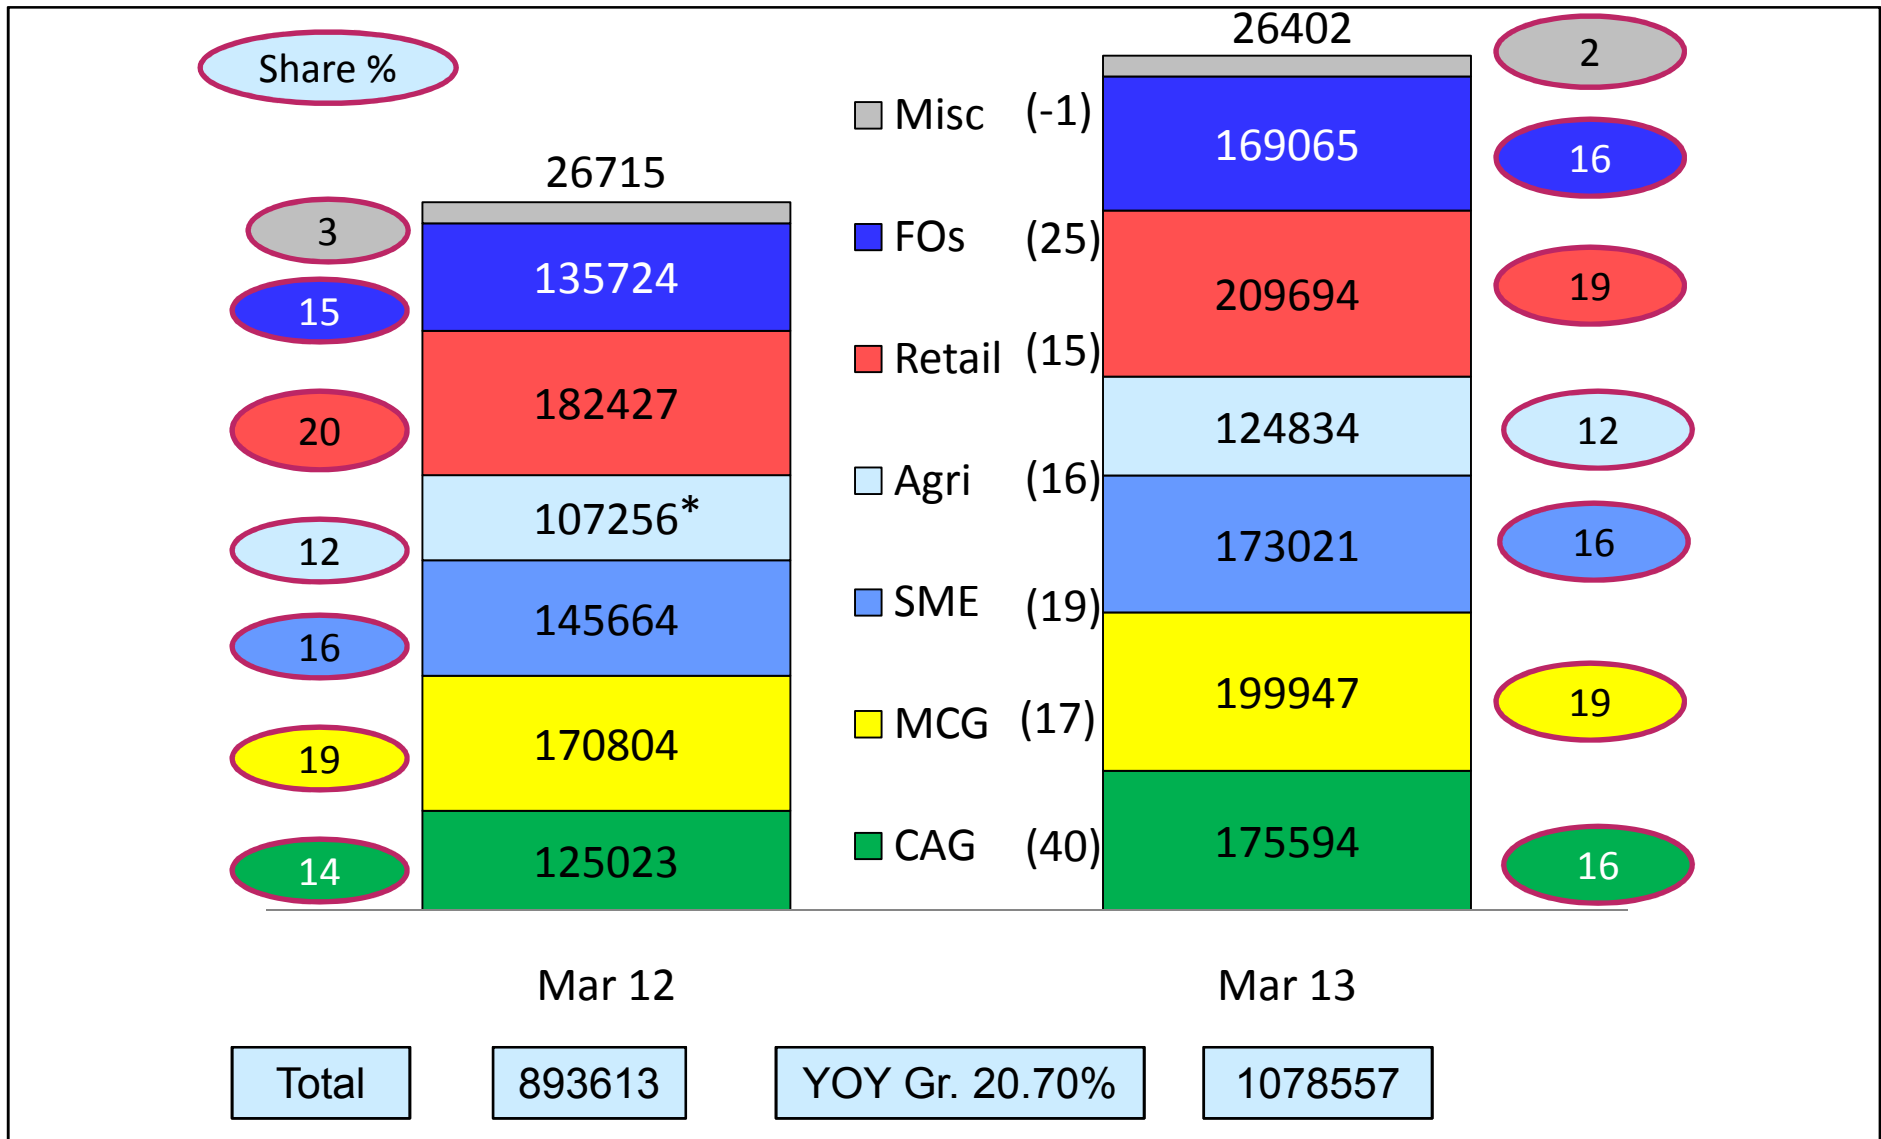 Share %
26715
3
135724
15
182427
20
107256*
12
145664
16
170804
19
125023
14
Misc (-1)
FOs (25)
Retail (15)
Agri (16)
SME (19)
MCG (17)
CAG (40)
26402
2
169065
16
209694
19
124834
12
173021
16
199947
19
175594
16
Mar 12
Mar 13
Total
893613
YOY Gr. 20.70%
1078557